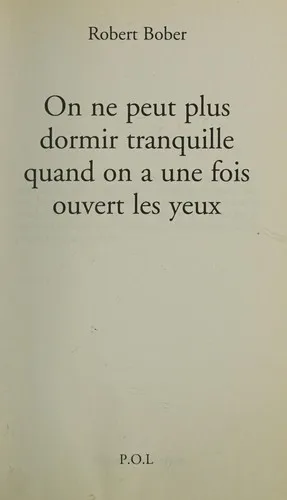 Robert Bober
On ne peut plus
dormir tranquille
quand on a une fois
ouvert les yeux
P.O.L